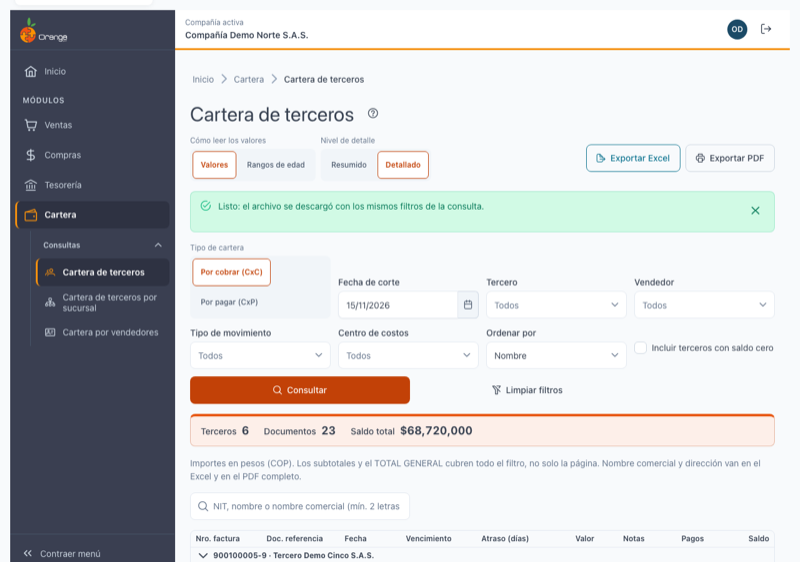 Orange
Compañía activa
Compañía Demo Norte S.A.S.
OD
Inicio
MÓDULOS
Ventas
Compras
Tesorería
Cartera
Consultas
Cartera de terceros
Cartera de terceros por
sucursal
Cartera por vendedores
Contraer menú
Inicio > Cartera > Cartera de terceros
Cartera de terceros
Cómo leer los valores
Nivel de detalle
Valores
Rangos de edad
Resumido
Detallado
Exportar Excel
Exportar PDF
Listo: el archivo se descargó con los mismos filtros de la consulta.
Tipo de cartera
Por cobrar (CxC)
Por pagar (CxP)
Fecha de corte
15/11/2026
Tercero
Todos
Vendedor
Todos
Tipo de movimiento
Todos
Centro de costos
Todos
Ordenar por
Nombre
Incluir terceros con saldo cero
Consultar
Limpiar filtros
Terceros 6 Documentos 23 Saldo total $68,720,000
Importes en pesos (COP). Los subtotales y el TOTAL GENERAL cubren todo el filtro, no solo la página. Nombre comercial y dirección van en el
Excel y en el PDF completo.
NIT, nombre o nombre comercial (mín. 2 letras
Nro. factura Doc. referencia Fecha Vencimiento Atraso (días) Valor Notas Pagos Saldo
900100005-9 · Tercero Demo Cinco S.A.S.